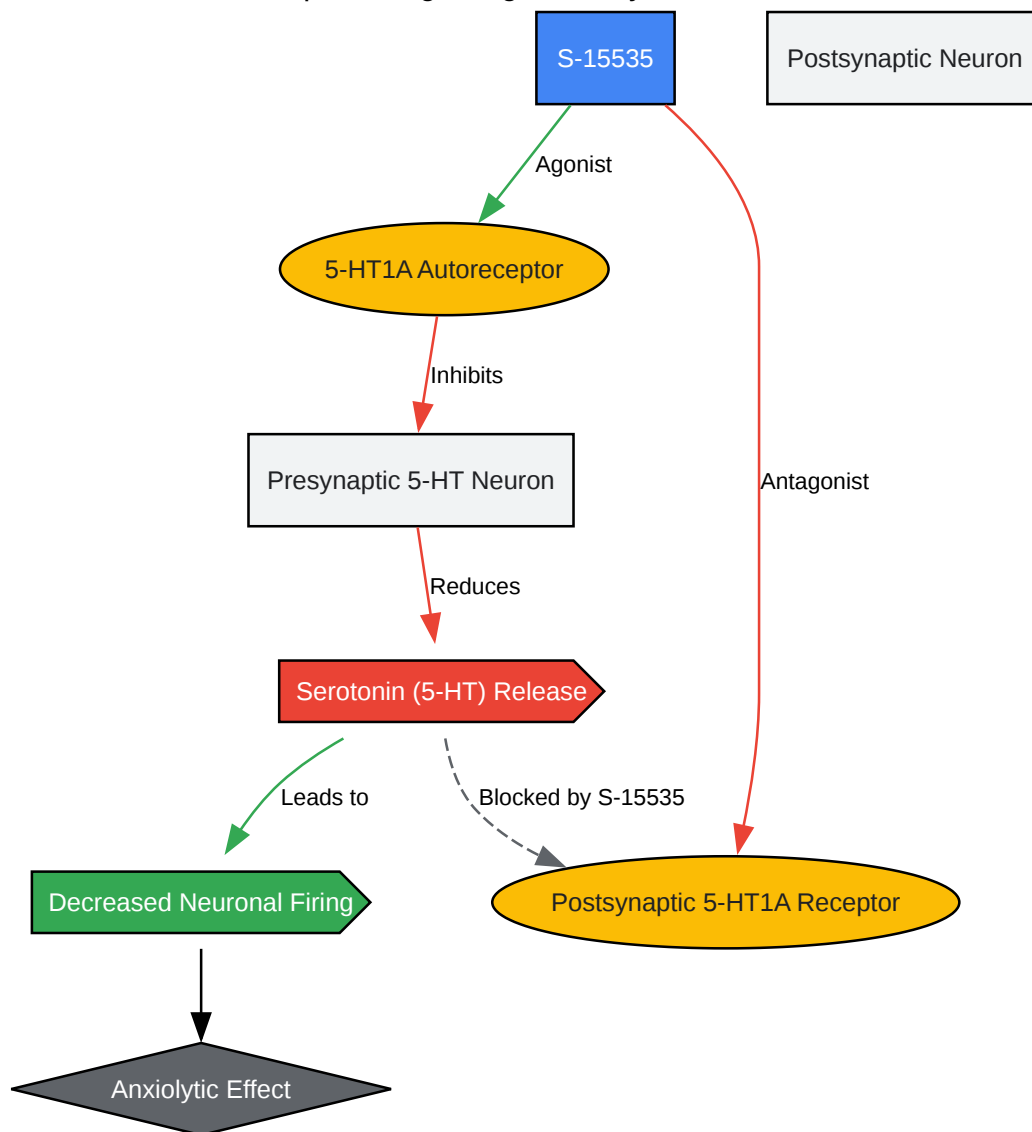 S-15535
Postsynaptic Neuron
Agonist
5-HT1A Autoreceptor
Inhibits
Presynaptic 5-HT Neuron
Antagonist
Reduces
Serotonin (5-HT) Release
Leads to
Blocked by S-15535
Decreased Neuronal Firing
Postsynaptic 5-HT1A Receptor
Anxiolytic Effect